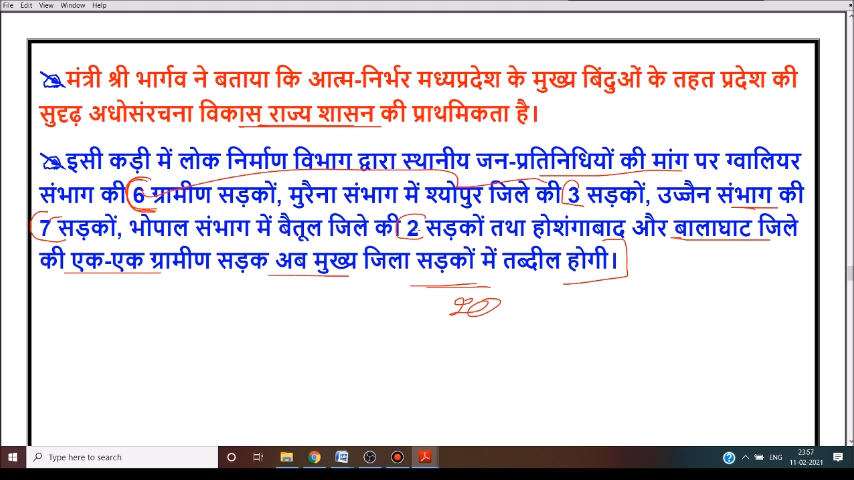 File Edit View Window Help
मंत्री श्री भार्गव ने बताया कि आत्म-निर्भर मध्यप्रदेश के मुख्य बिंदुओं के तहत प्रदेश की
सुदृढ़ अधोसंरचना विकास राज्य शासन की प्राथमिकता है।
इसी कड़ी में लोक निर्माण विभाग द्वारा स्थानीय जन-प्रतिनिधियों की मांग पर ग्वालियर
संभाग की 6 ग्रामीण सड़कों, मुरैना संभाग में श्योपुर जिले की 3 सड़कों, उज्जैन संभाग की
7 सड़कों, भोपाल संभाग में बैतूल जिले की 2 सड़कों तथा होशंगाबाद और बालाघाट जिले
की एक-एक ग्रामीण सड़क अब मुख्य जिला सड़कों में तब्दील होगी।
20
Type here to search
ENG
23:57
11-02-2021